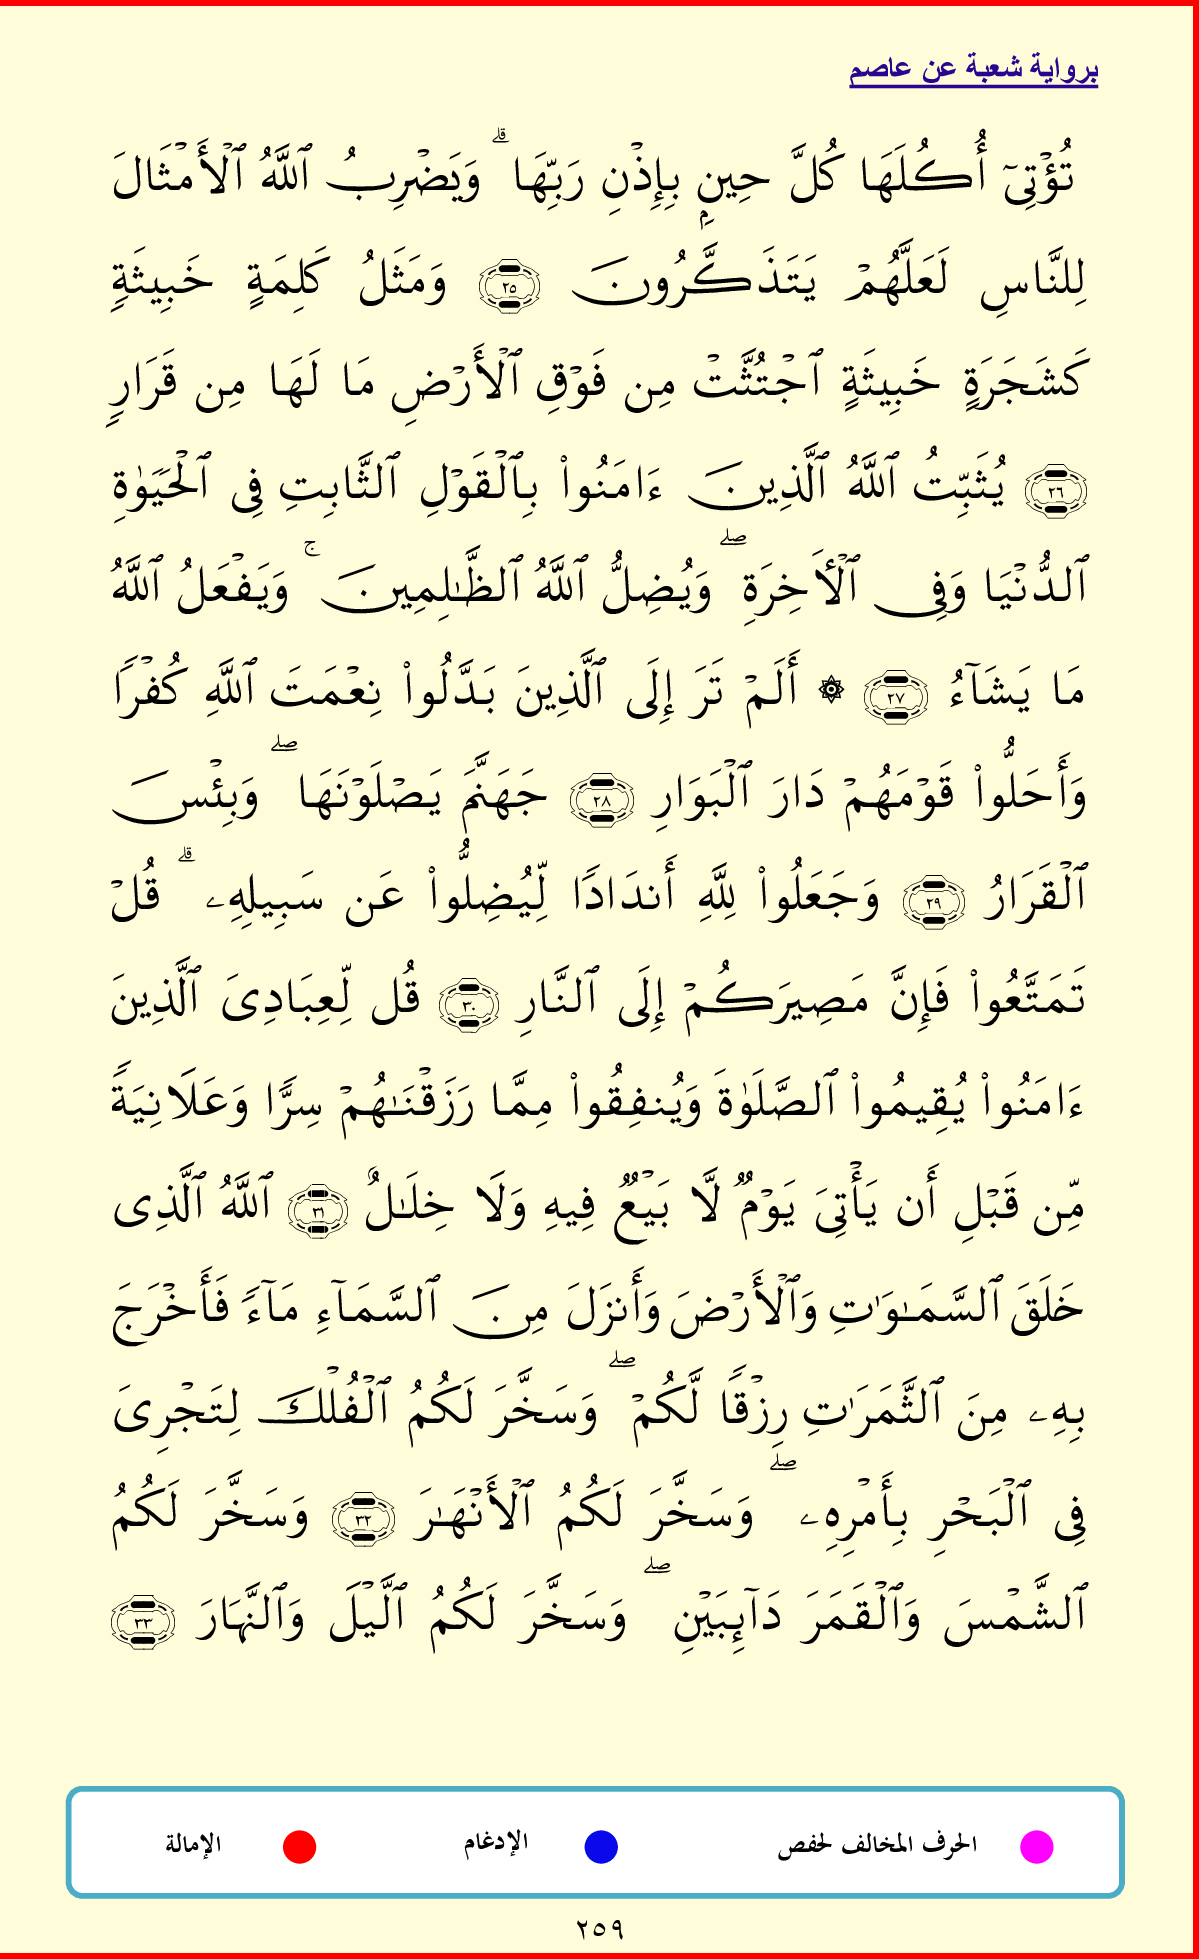 برواية شعبة عن عاصم
تُؤۡتِىٓ أُكُلَهَا كُلَّ حِينِۭ بِإِذۡنِ رَبِّهَاۗ وَيَضۡرِبُ ٱللَّهُ ٱلۡأَمۡثَالَ
لِلنَّاسِ لَعَلَّهُمۡ يَتَذَكَّرُونَ ٢٥ وَمَثَلُ كَلِمَةٍ خَبِيثَةٍ
كَشَجَرَةٍ خَبِيثَةٍ ٱجۡتُثَّتۡ مِن فَوۡقِ ٱلۡأَرۡضِ مَا لَهَا مِن قَرَارٍ
٢٦ يُثَبِّتُ ٱللَّهُ ٱلَّذِينَ ءَامَنُواْ بِٱلۡقَوۡلِ ٱلثَّابِتِ فِى ٱلۡحَيَوٰةِ
ٱلدُّنۡيَا وَفِى ٱلۡأَخِرَةِۖ وَيُضِلُّ ٱللَّهُ ٱلظَّـٰلِمِينَۚ وَيَفۡعَلُ ٱللَّهُ
مَا يَشَآءُ ٢٧ ۞ أَلَمۡ تَرَ إِلَى ٱلَّذِينَ بَدَّلُواْ نِعۡمَتَ ٱللَّهِ كُفۡرًا
وَأَحَلُّواْ قَوۡمَهُمۡ دَارَ ٱلۡبَوَارِ ٢٨ جَهَنَّمَ يَصۡلَوۡنَهَاۖ وَبِئۡسَ
ٱلۡقَرَارُ ٢٩ وَجَعَلُواْ لِلَّهِ أَندَادًا لِّيُضِلُّواْ عَن سَبِيلِهِۦۗ قُلۡ
تَمَتَّعُواْ فَإِنَّ مَصِيرَكُمۡ إِلَى ٱلنَّارِ ٣٠ قُل لِّعِبَادِىَ ٱلَّذِينَ
ءَامَنُواْ يُقِيمُواْ ٱلصَّلَوٰةَ وَيُنفِقُواْ مِمَّا رَزَقۡنَـٰهُمۡ سِرًّا وَعَلَانِيَةً
مِّن قَبۡلِ أَن يَأۡتِىَ يَوۡمٌ لَّا بَيۡعٌ فِيهِ وَلَا خِلَـٰلٌ ٣١ ٱللَّهُ ٱلَّذِى
خَلَقَ ٱلسَّمَـٰوَٰتِ وَٱلۡأَرۡضَ وَأَنزَلَ مِنَ ٱلسَّمَآءِ مَآءً فَأَخۡرَجَ
بِهِۦ مِنَ ٱلثَّمَرَٰتِ رِزۡقًا لَّكُمۡۖ وَسَخَّرَ لَكُمُ ٱلۡفُلۡكَ لِتَجۡرِىَ
فِى ٱلۡبَحۡرِ بِأَمۡرِهِۦۖ وَسَخَّرَ لَكُمُ ٱلۡأَنۡهَـٰرَ ٣٢ وَسَخَّرَ لَكُمُ
ٱلشَّمۡسَ وَٱلۡقَمَرَ دَآئِبَيۡنِۖ وَسَخَّرَ لَكُمُ ٱلَّيۡلَ وَٱلنَّهَارَ ٣٣
الحرف المخالف لحفص الإدغام الإمالة
٢٥٩